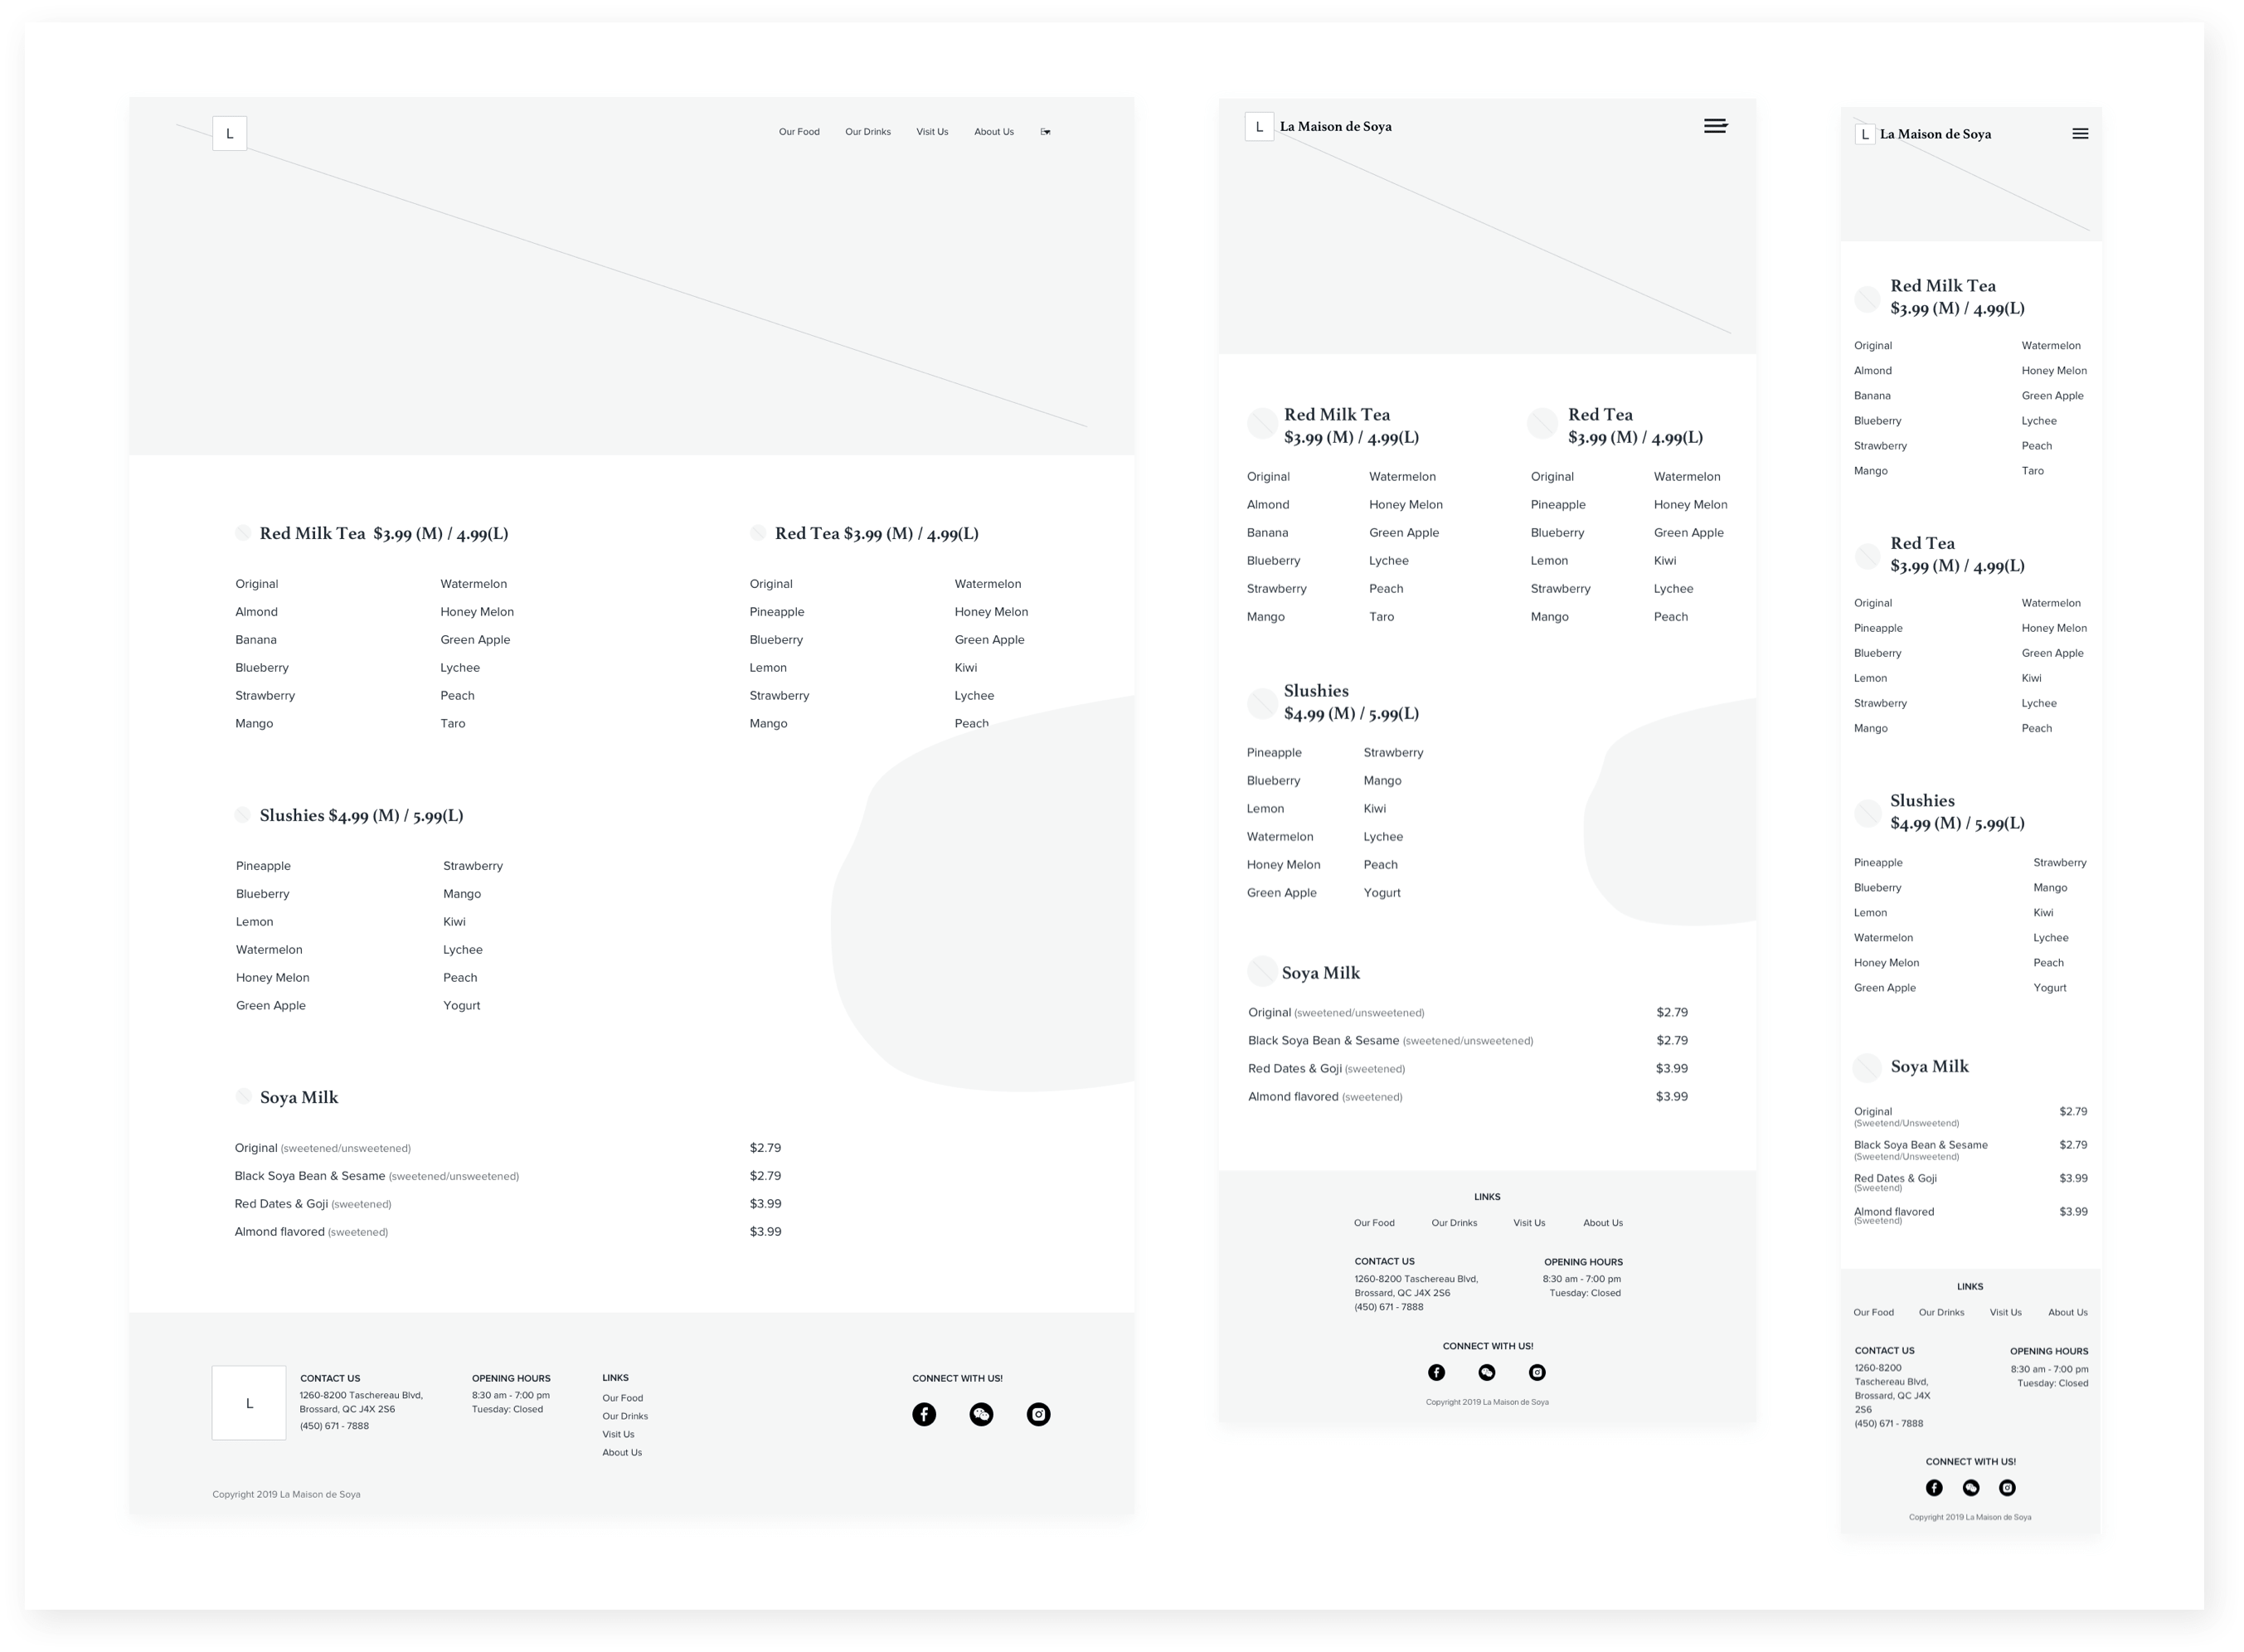 L
Our Food Our Drinks Visit Us About Us
Red Milk Tea $3.99 (M) / 4.99(L)
Original Watermelon
Almond Honey Melon
Banana Green Apple
Blueberry Lychee
Strawberry Peach
Mango Taro
Red Tea $3.99 (M) / 4.99(L)
Original Watermelon
Pineapple Honey Melon
Blueberry Green Apple
Lemon Kiwi
Strawberry Lychee
Mango Peach
Slushies $4.99 (M) / 5.99(L)
Pineapple Strawberry
Blueberry Mango
Lemon Kiwi
Watermelon Lychee
Honey Melon Peach
Green Apple Yogurt
Soya Milk
Original (sweetened/unsweetened) $2.79
Black Soya Bean & Sesame (sweetened/unsweetened) $2.79
Red Dates & Goji (sweetened) $3.99
Almond flavored (sweetened) $3.99
L
CONTACT US
1260-8200 Taschereau Blvd,
Brossard, QC J4X 2S6
(450) 671 - 7888
OPENING HOURS
8:30 am - 7:00 pm
Tuesday: Closed
LINKS
Our Food
Our Drinks
Visit Us
About Us
CONNECT WITH US!
Copyright 2019 La Maison de Soya
L La Maison de Soya
Red Milk Tea
$3.99 (M) / 4.99(L)
Original Watermelon
Almond Honey Melon
Banana Green Apple
Blueberry Lychee
Strawberry Peach
Mango Taro
Red Tea
$3.99 (M) / 4.99(L)
Original Watermelon
Pineapple Honey Melon
Blueberry Green Apple
Lemon Kiwi
Strawberry Lychee
Mango Peach
Slushies
$4.99 (M) / 5.99(L)
Pineapple Strawberry
Blueberry Mango
Lemon Kiwi
Watermelon Lychee
Honey Melon Peach
Green Apple Yogurt
Soya Milk
Original (sweetened/unsweetened) $2.79
Black Soya Bean & Sesame (sweetened/unsweetened) $2.79
Red Dates & Goji (sweetened) $3.99
Almond flavored (sweetened) $3.99
LINKS
Our Food Our Drinks Visit Us About Us
CONTACT US
1260-8200 Taschereau Blvd,
Brossard, QC J4X 2S6
(450) 671 - 7888
OPENING HOURS
8:30 am - 7:00 pm
Tuesday: Closed
CONNECT WITH US!
Copyright 2019 La Maison de Soya
L La Maison de Soya
Red Milk Tea
$3.99 (M) / 4.99(L)
Original Watermelon
Almond Honey Melon
Banana Green Apple
Blueberry Lychee
Strawberry Peach
Mango Taro
Red Tea
$3.99 (M) / 4.99(L)
Original Watermelon
Pineapple Honey Melon
Blueberry Green Apple
Lemon Kiwi
Strawberry Lychee
Mango Peach
Slushies
$4.99 (M) / 5.99(L)
Pineapple Strawberry
Blueberry Mango
Lemon Kiwi
Watermelon Lychee
Honey Melon Peach
Green Apple Yogurt
Soya Milk
Original $2.79
(Sweetend/Unsweetend)
Black Soya Bean & Sesame $2.79
(Sweetend/Unsweetend)
Red Dates & Goji $3.99
(Sweetend)
Almond flavored $3.99
(Sweetend)
LINKS
Our Food Our Drinks Visit Us About Us
CONTACT US
1260-8200
Taschereau Blvd,
Brossard, QC J4X
2S6
(450) 671 - 7888
OPENING HOURS
8:30 am - 7:00 pm
Tuesday: Closed
CONNECT WITH US!
Copyright 2019 La Maison de Soya